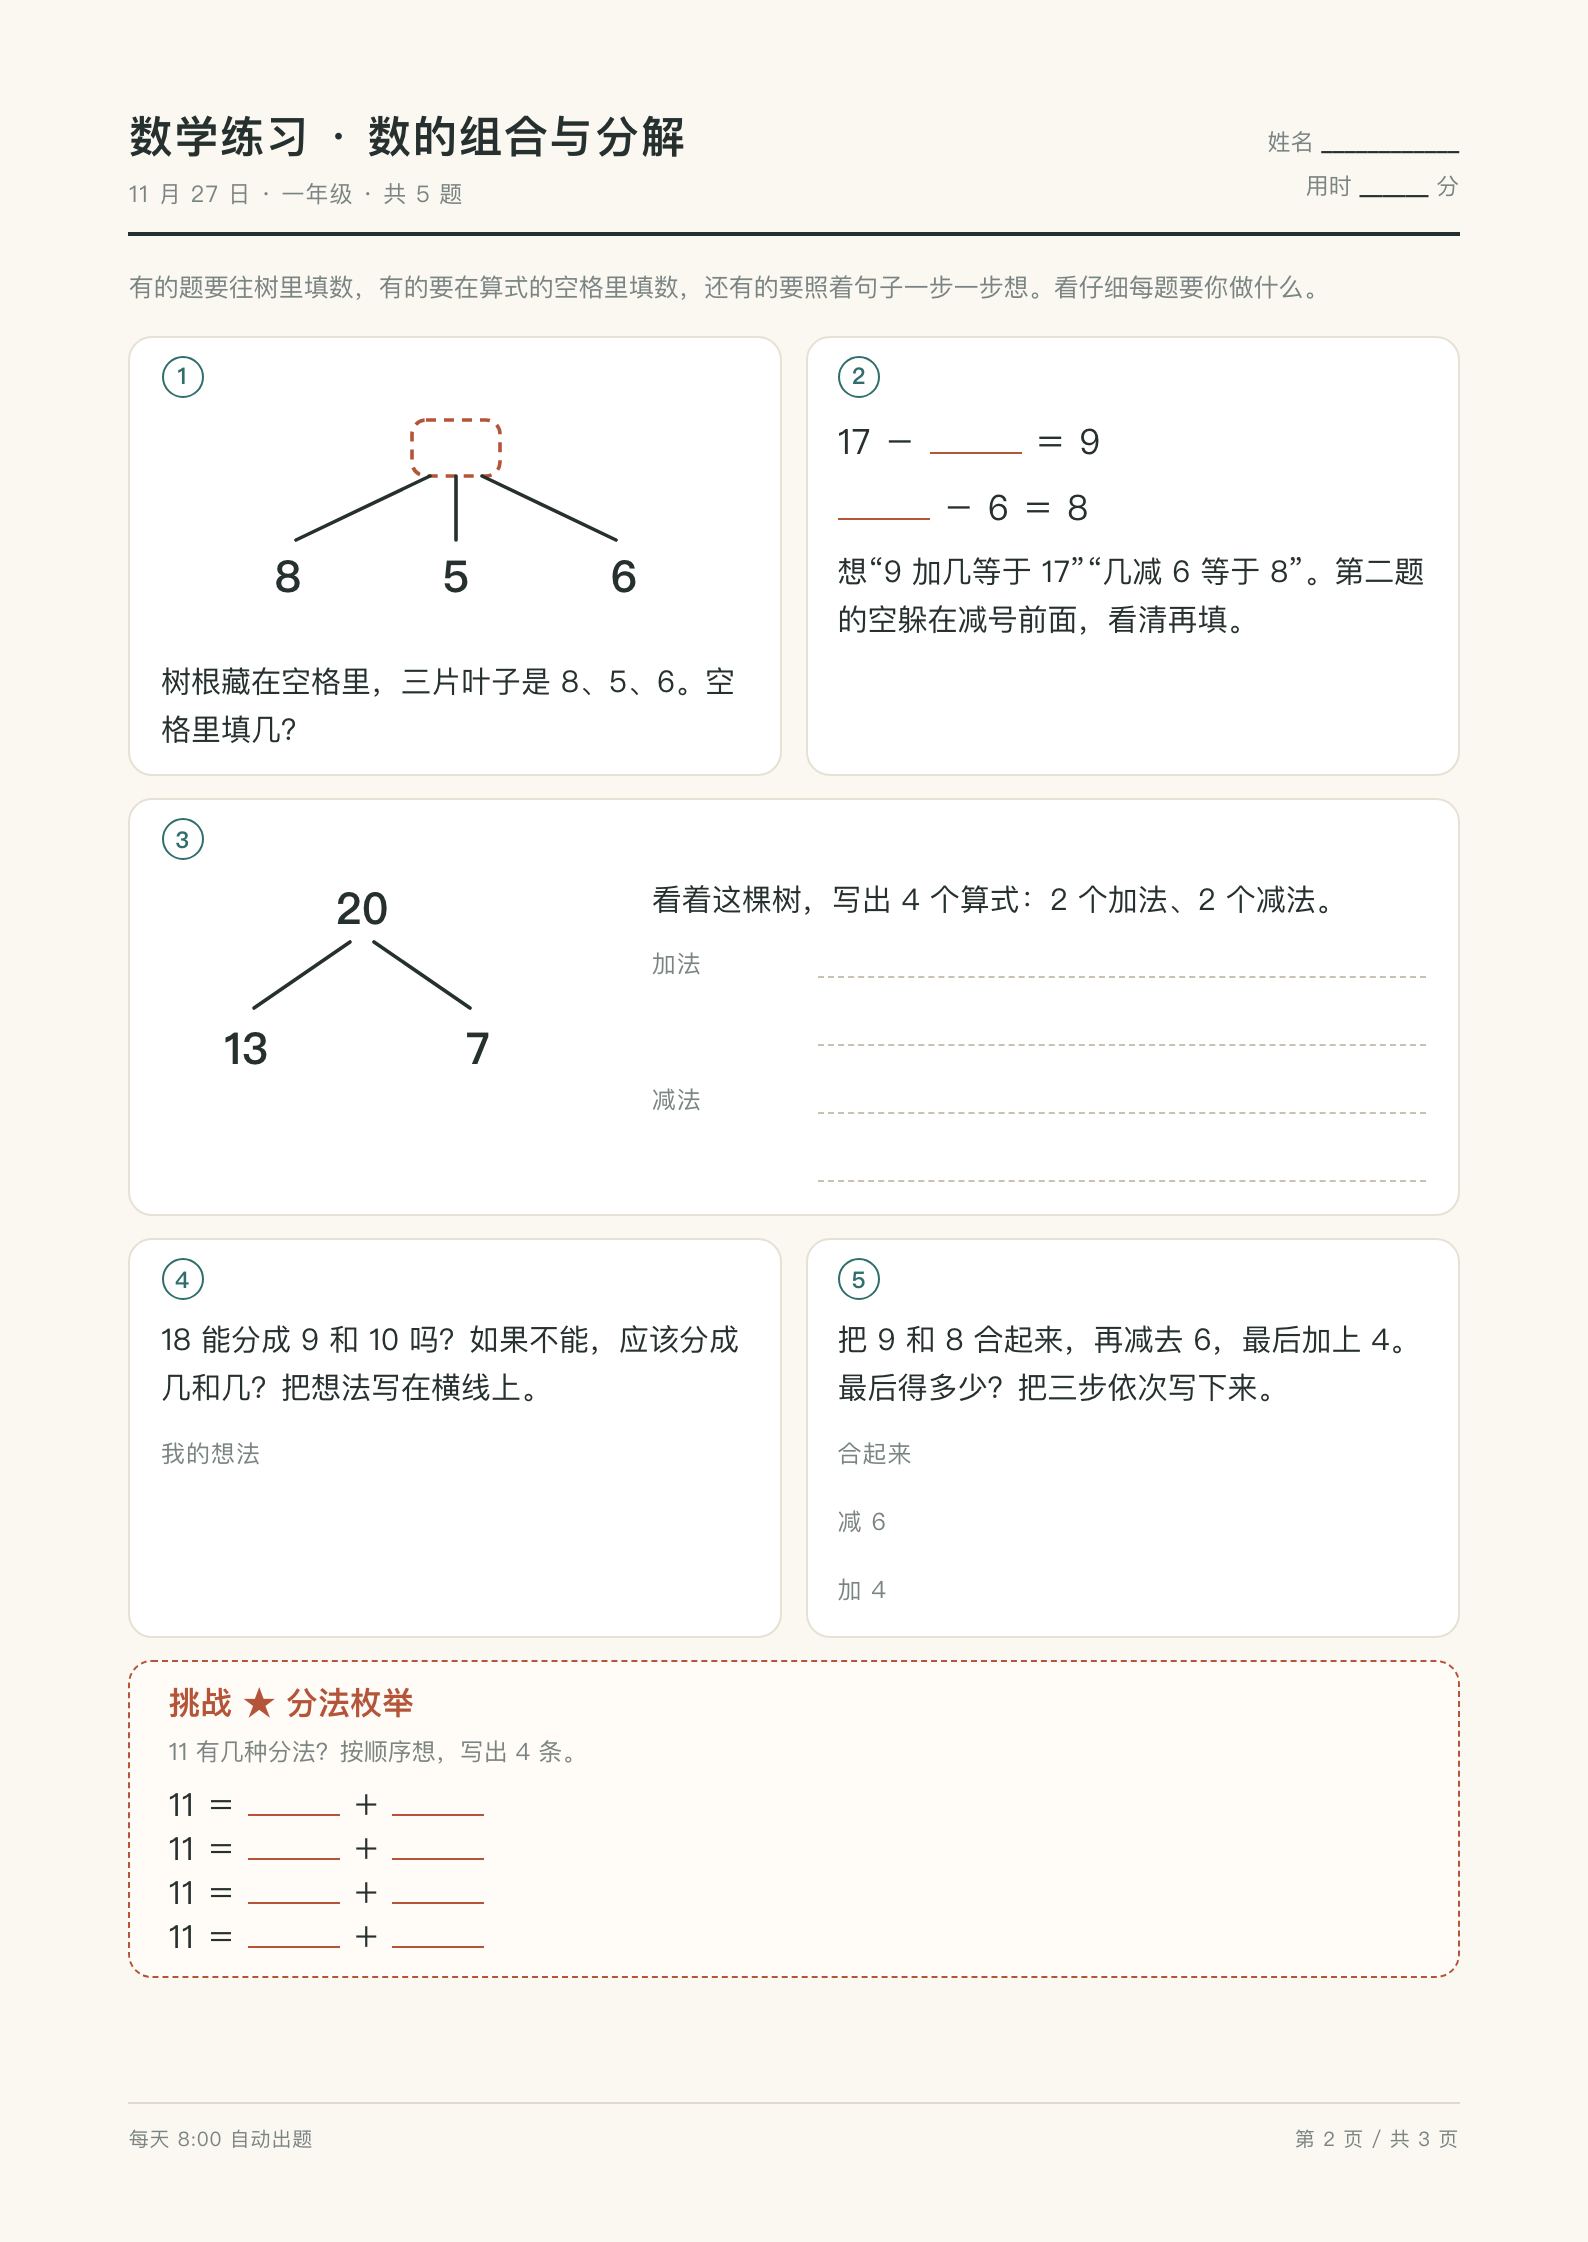 数学练习 · 数的组合与分解
11 月 27 日 · 一年级 · 共 5 题
姓名 ____________
用时 ______ 分
有的题要往树里填数，有的要在算式的空格里填数，还有的要照着句子一步一步想。看仔细每题要你做什么。
1
8 5 6
树根藏在空格里，三片叶子是 8、5、6。空
格里填几？
2
17 − ____ = 9
____ − 6 = 8
想“9 加几等于 17”“几减 6 等于 8”。第二题
的空躲在减号前面，看清再填。
3
20
13 7
看着这棵树，写出 4 个算式：2 个加法、2 个减法。
加法
减法
4
18 能分成 9 和 10 吗？如果不能，应该分成
几和几？把想法写在横线上。
我的想法
5
把 9 和 8 合起来，再减去 6，最后加上 4。
最后得多少？把三步依次写下来。
合起来
减 6
加 4
挑战 ★ 分法枚举
11 有几种分法？按顺序想，写出 4 条。
11 = ____ + ____
11 = ____ + ____
11 = ____ + ____
11 = ____ + ____
每天 8:00 自动出题
第 2 页 / 共 3 页